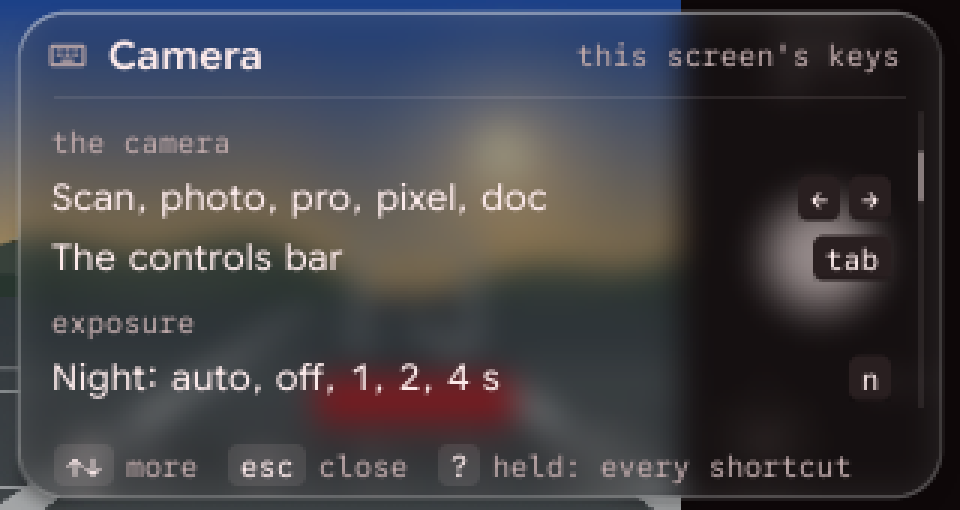 Camera this screen's keys
the camera
Scan, photo, pro, pixel, doc ← →
The controls bar tab
exposure
Night: auto, off, 1, 2, 4 s n
↑↓ more esc close ? held: every shortcut